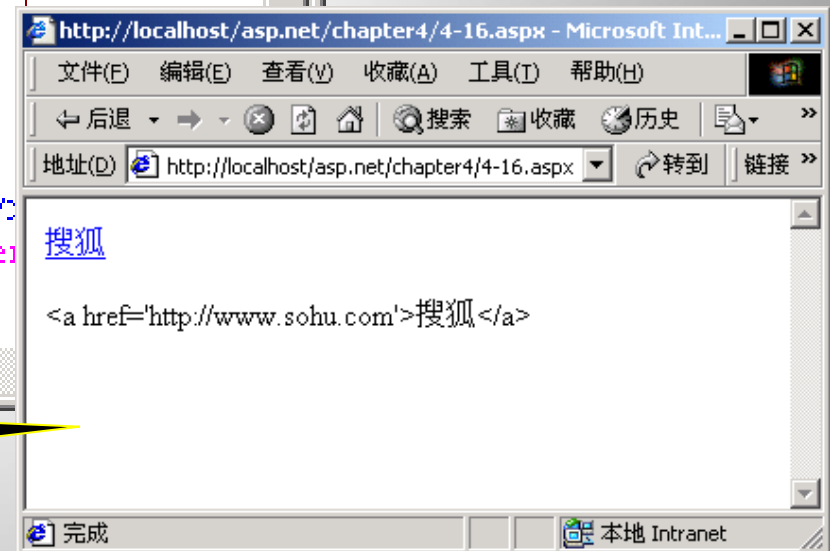 http://localhost/asp.net/chapter4/4-16.aspx - Microsoft Int...
文件(F) 编辑(E) 查看(V) 收藏(A) 工具(T) 帮助(H)
后退 搜索 收藏 历史 »
地址(D) http://localhost/asp.net/chapter4/4-16.aspx 转到 链接 »
搜狐
<a href='http://www.sohu.com'>搜狐</a>
完成 本地 Intranet